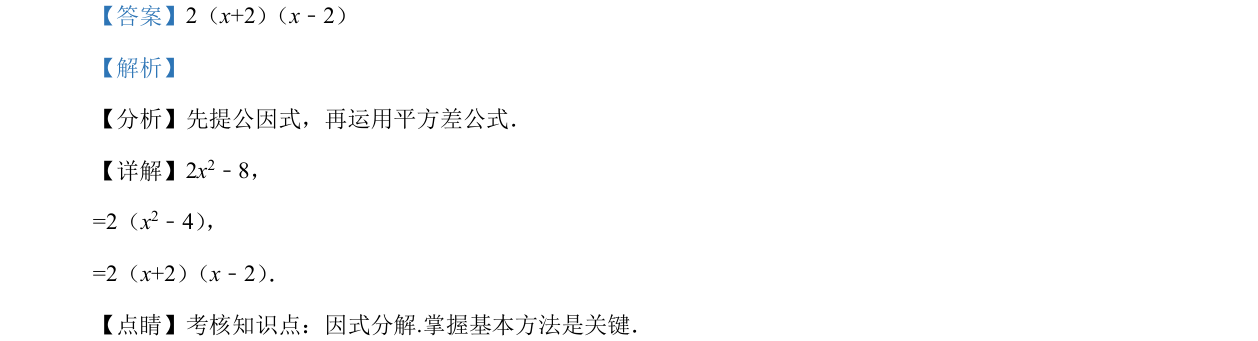 【答案】2（x+2）（x﹣2）
【解析】
【分析】先提公因式，再运用平方差公式．
【详解】2x²﹣8，
=2（x²﹣4），
=2（x+2）（x﹣2）．
【点睛】考核知识点：因式分解.掌握基本方法是关键．